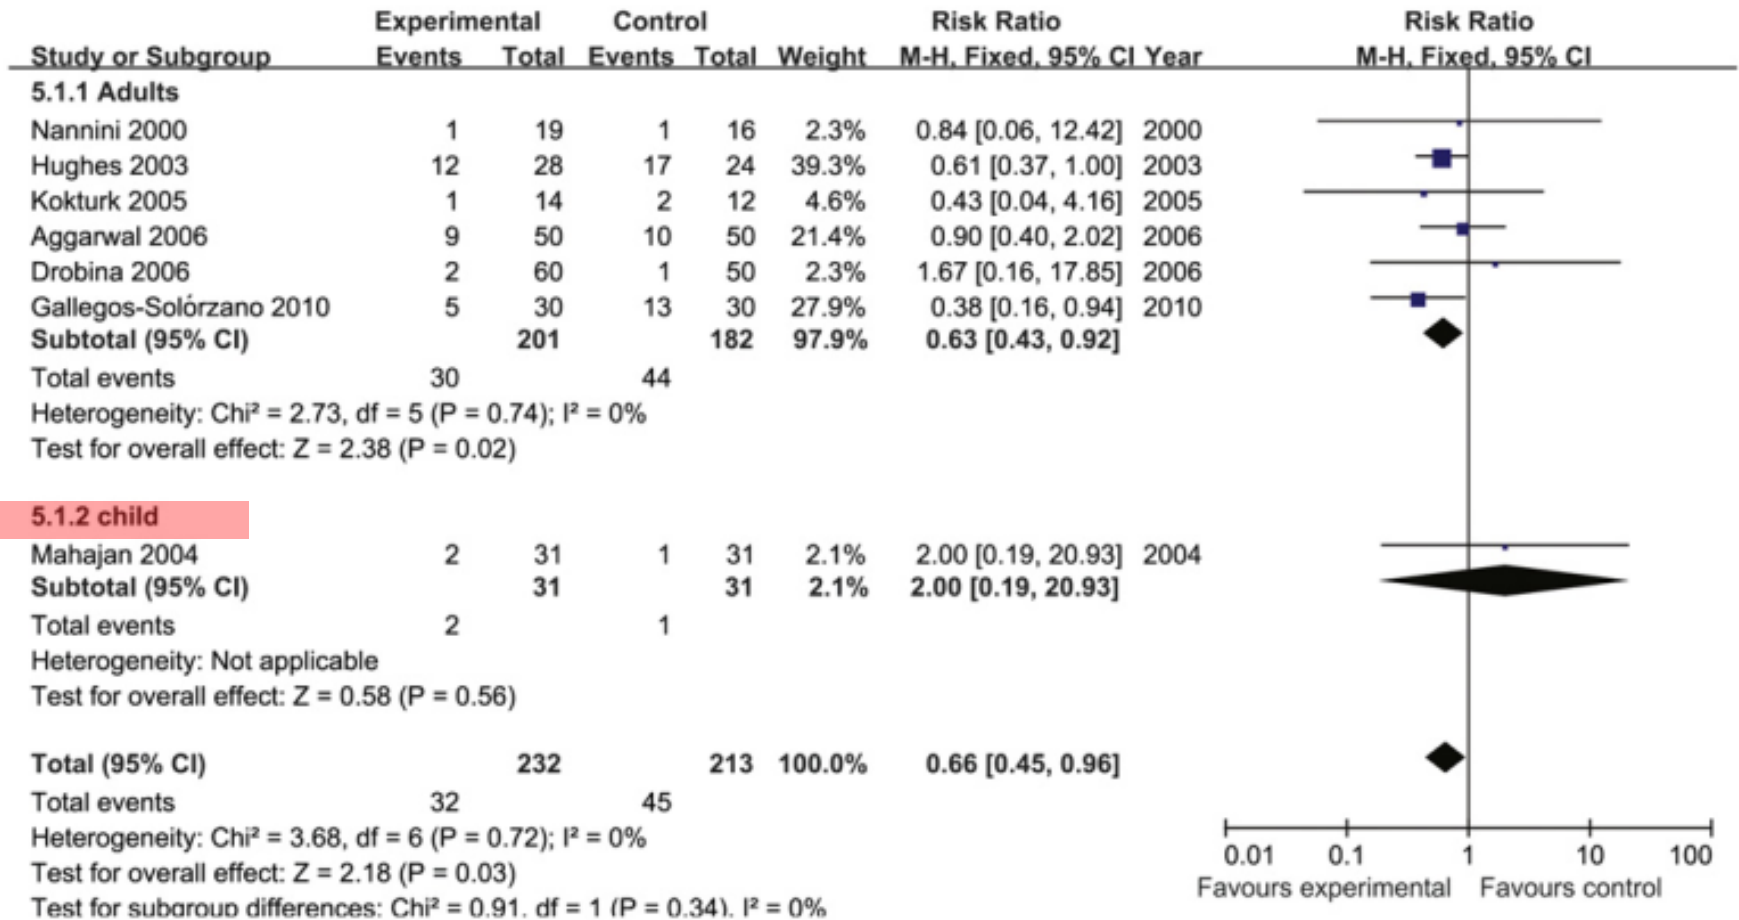 Experimental Control Risk Ratio Risk Ratio
Study or Subgroup Events Total Events Total Weight M-H, Fixed, 95% CI Year M-H, Fixed, 95% CI
5.1.1 Adults
Nannini 2000 1 19 1 16 2.3% 0.84 [0.06, 12.42] 2000
Hughes 2003 12 28 17 24 39.3% 0.61 [0.37, 1.00] 2003
Kokturk 2005 1 14 2 12 4.6% 0.43 [0.04, 4.16] 2005
Aggarwal 2006 9 50 10 50 21.4% 0.90 [0.40, 2.02] 2006
Drobina 2006 2 60 1 50 2.3% 1.67 [0.16, 17.85] 2006
Gallegos-Solórzano 2010 5 30 13 30 27.9% 0.38 [0.16, 0.94] 2010
Subtotal (95% CI) 201 182 97.9% 0.63 [0.43, 0.92]
Total events 30 44
Heterogeneity: Chi² = 2.73, df = 5 (P = 0.74); I² = 0%
Test for overall effect: Z = 2.38 (P = 0.02)
5.1.2 child
Mahajan 2004 2 31 1 31 2.1% 2.00 [0.19, 20.93] 2004
Subtotal (95% CI) 31 31 2.1% 2.00 [0.19, 20.93]
Total events 2 1
Heterogeneity: Not applicable
Test for overall effect: Z = 0.58 (P = 0.56)
Total (95% CI) 232 213 100.0% 0.66 [0.45, 0.96]
Total events 32 45
Heterogeneity: Chi² = 3.68, df = 6 (P = 0.72); I² = 0%
Test for overall effect: Z = 2.18 (P = 0.03)
Test for subgroup differences: Chi² = 0.91, df = 1 (P = 0.34), I² = 0%
0.01 0.1 1 10 100
Favours experimental Favours control